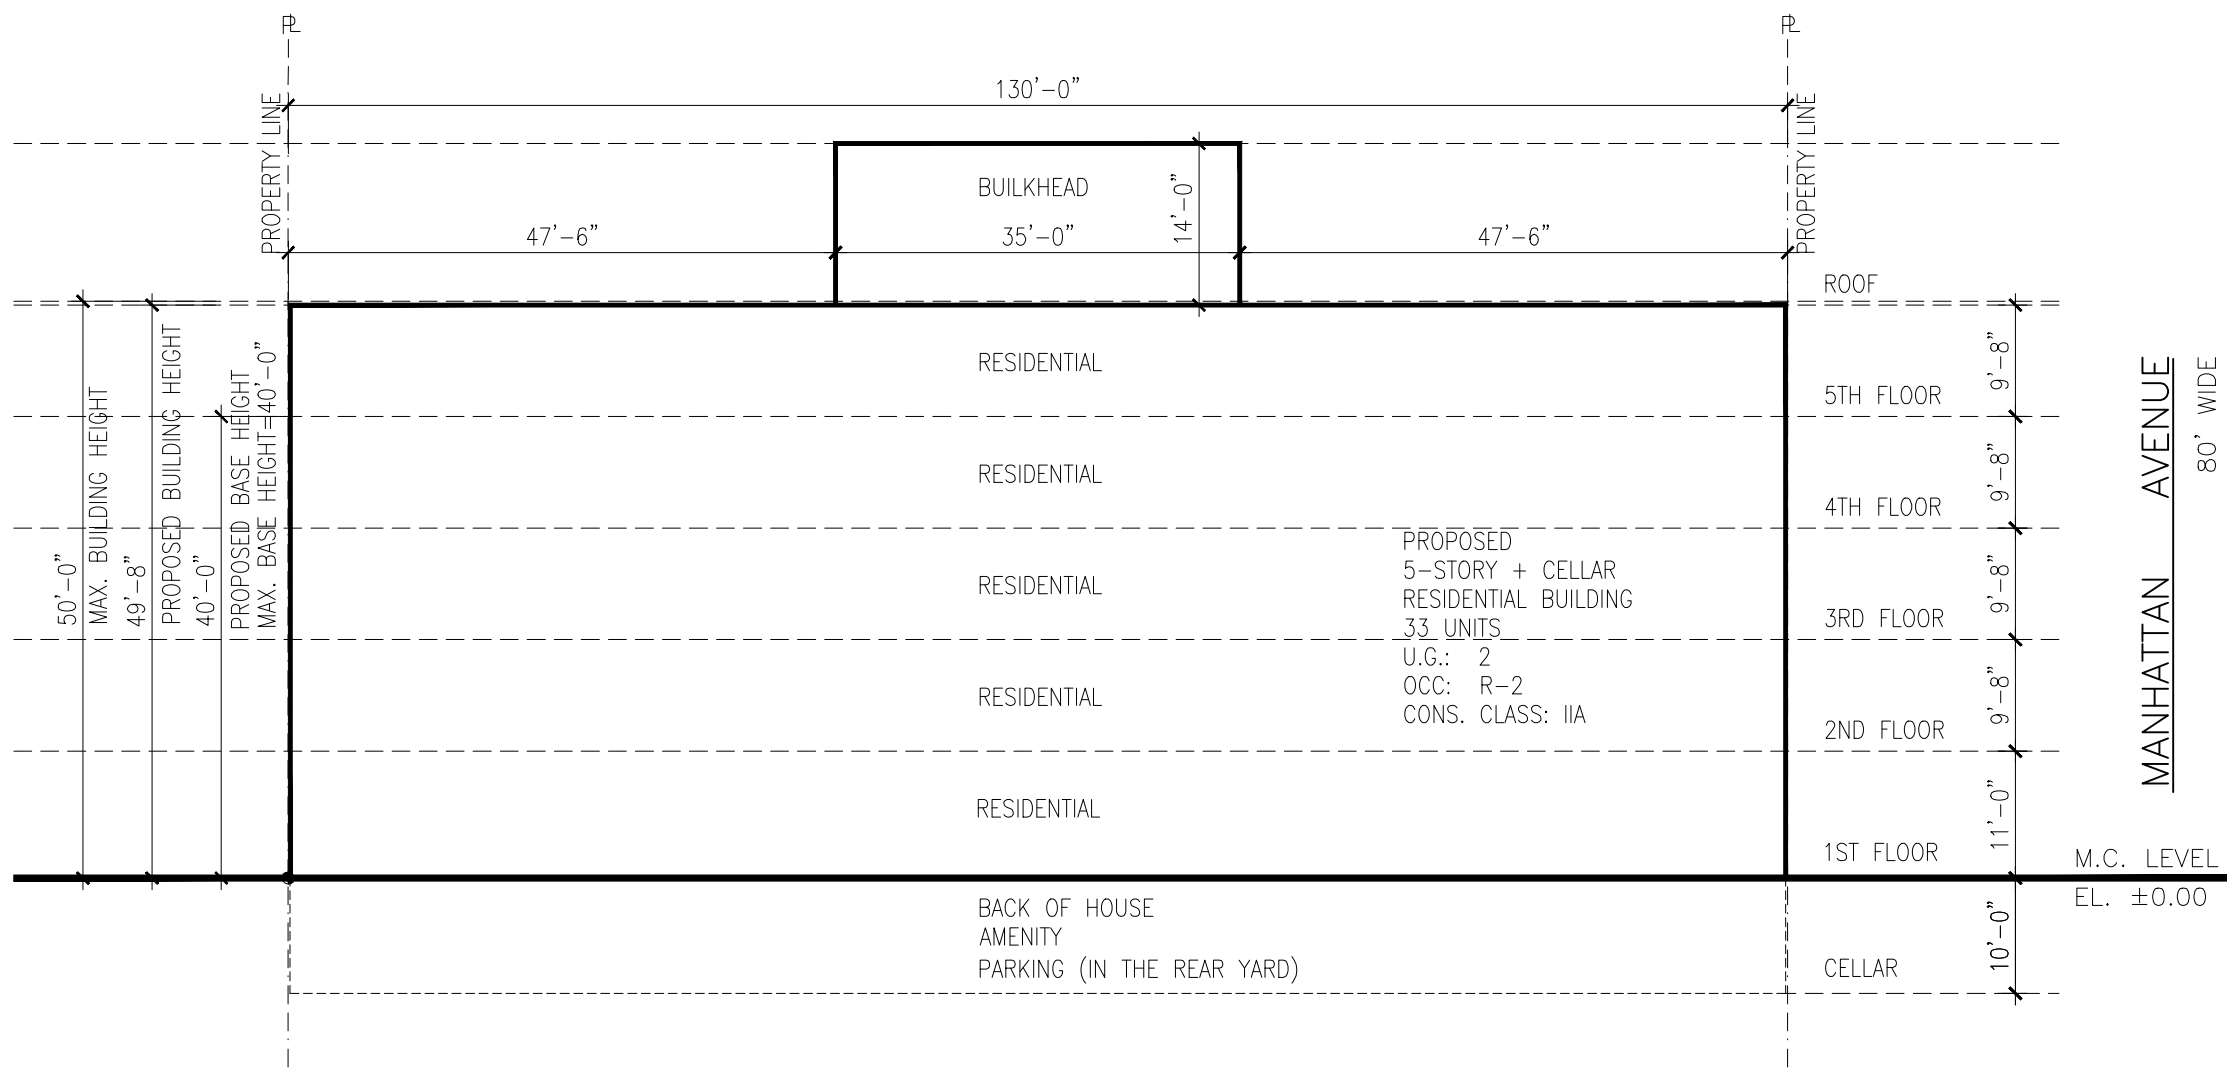 PL
PL
130'-0"
PROPERTY LINE
PROPERTY LINE
BUILKHEAD
14'-0"
47'-6"
35'-0"
47'-6"
ROOF
RESIDENTIAL
9'-8"
5TH FLOOR
RESIDENTIAL
9'-8"
4TH FLOOR
RESIDENTIAL
9'-8"
3RD FLOOR
RESIDENTIAL
9'-8"
2ND FLOOR
RESIDENTIAL
11'-0"
1ST FLOOR
50'-0"
MAX. BUILDING HEIGHT
49'-8"
PROPOSED BUILDING HEIGHT
40'-0"
PROPOSED BASE HEIGHT
MAX. BASE HEIGHT=40'-0"
PROPOSED
5-STORY + CELLAR
RESIDENTIAL BUILDING
33 UNITS
U.G.: 2
OCC: R-2
CONS. CLASS: IIA
MANHATTAN AVENUE
80' WIDE
M.C. LEVEL
EL. ±0.00
BACK OF HOUSE
AMENITY
PARKING (IN THE REAR YARD)
CELLAR
10'-0"